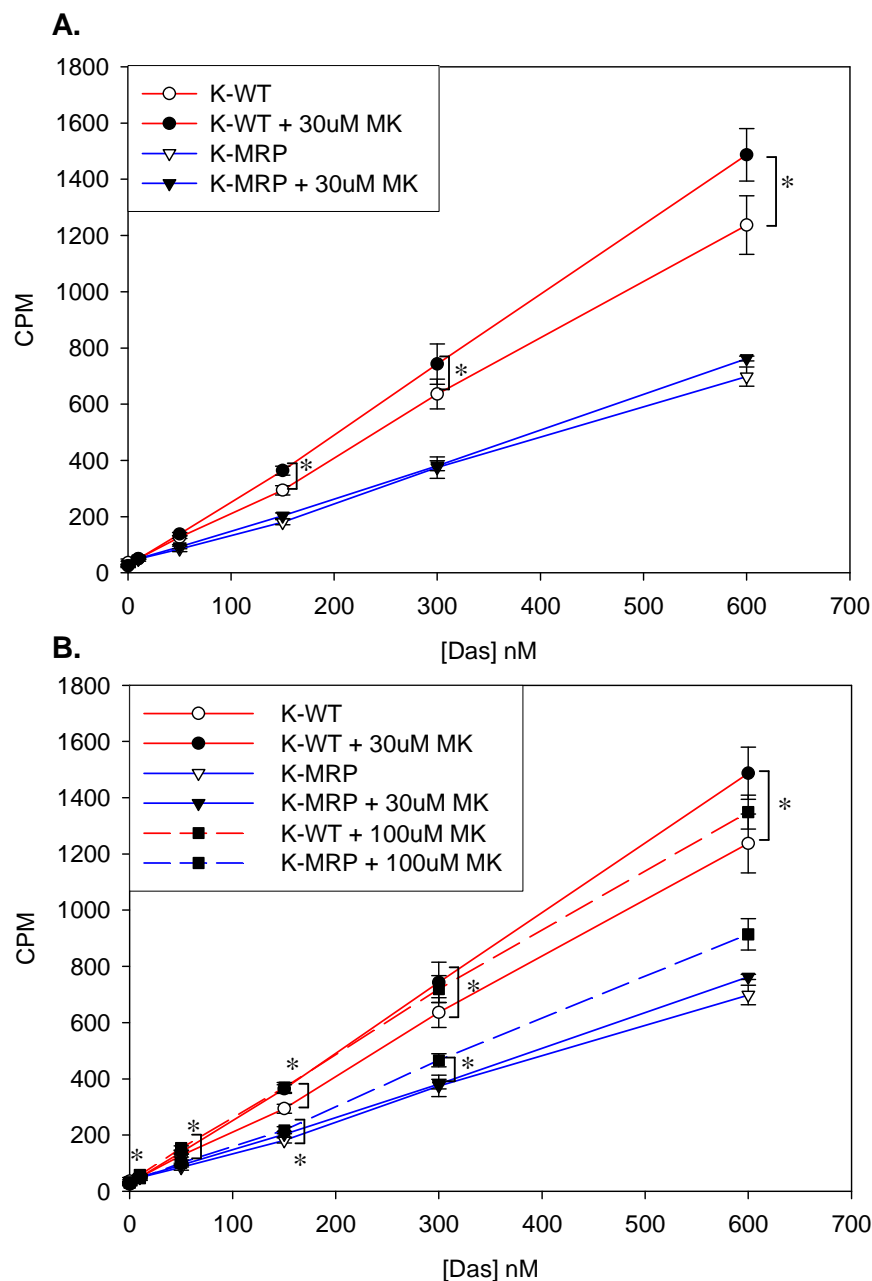 A.
1800
1600
1400
1200
1000
800
600
400
200
0
CPM
K-WT
K-WT + 30uM MK
K-MRP
K-MRP + 30uM MK
*
*
*
0 100 200 300 400 500 600 700
[Das] nM
B.
1800
1600
1400
1200
1000
800
600
400
200
0
CPM
K-WT
K-WT + 30uM MK
K-MRP
K-MRP + 30uM MK
K-WT + 100uM MK
K-MRP + 100uM MK
*
*
*
*
*
*
*
0 100 200 300 400 500 600 700
[Das] nM